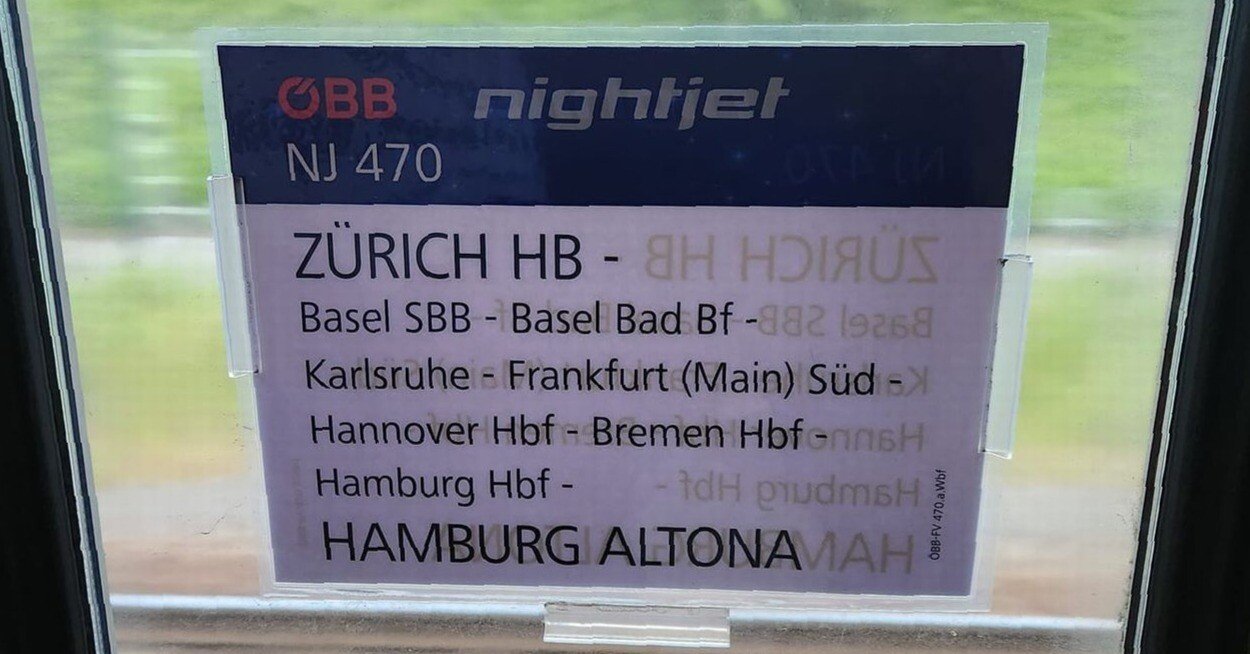 ÖBB nightjet
NJ 470
ZÜRICH HB -
Basel SBB - Basel Bad Bf -
Karlsruhe - Frankfurt (Main) Süd -
Hannover Hbf - Bremen Hbf -
Hamburg Hbf -
HAMBURG ALTONA
ÖBB-FV 470.a.Wbf